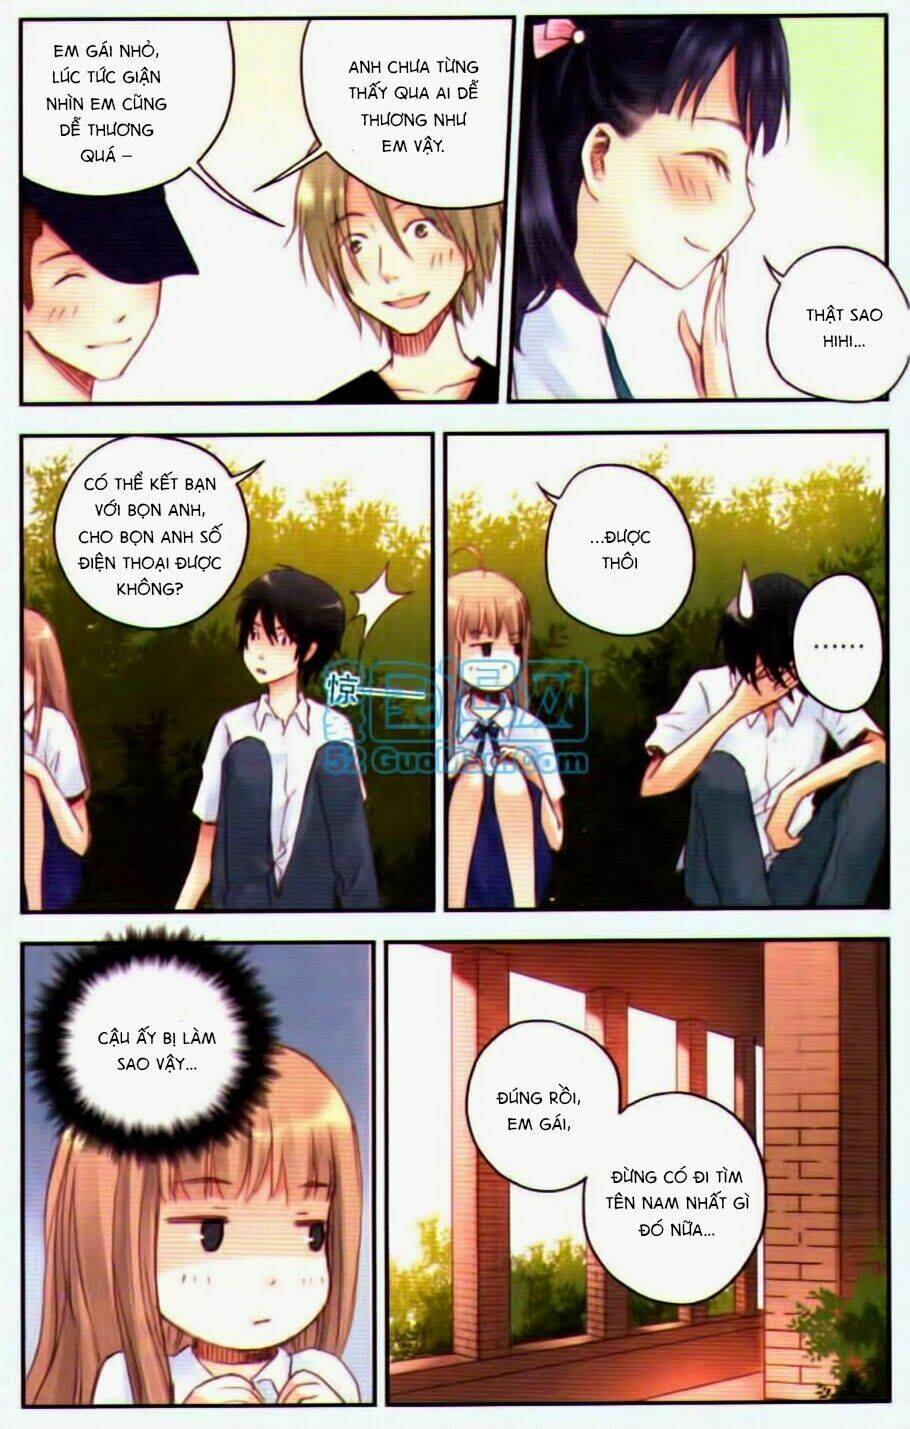 EM GÁI NHỎ,
LÚC TỨC GIẬN
NHÌN EM CŨNG
DỄ THƯƠNG
QUÁ –
ANH CHƯA TỪNG
THẤY QUA AI DỄ
THƯƠNG NHƯ
EM VẬY.
THẬT SAO
HIHI...
CÓ THỂ KẾT BẠN
VỚI BỌN ANH,
CHO BỌN ANH SỐ
ĐIỆN THOẠI ĐƯỢC
KHÔNG?
惊
...ĐƯỢC
THÔI
......
52 GuoMan.Com
CẬU ẤY BỊ LÀM
SAO VẬY...
ĐÚNG RỒI,
EM GÁI,
ĐỪNG CÓ ĐI TÌM
TÊN NAM NHẤT GÌ
ĐÓ NỮA...